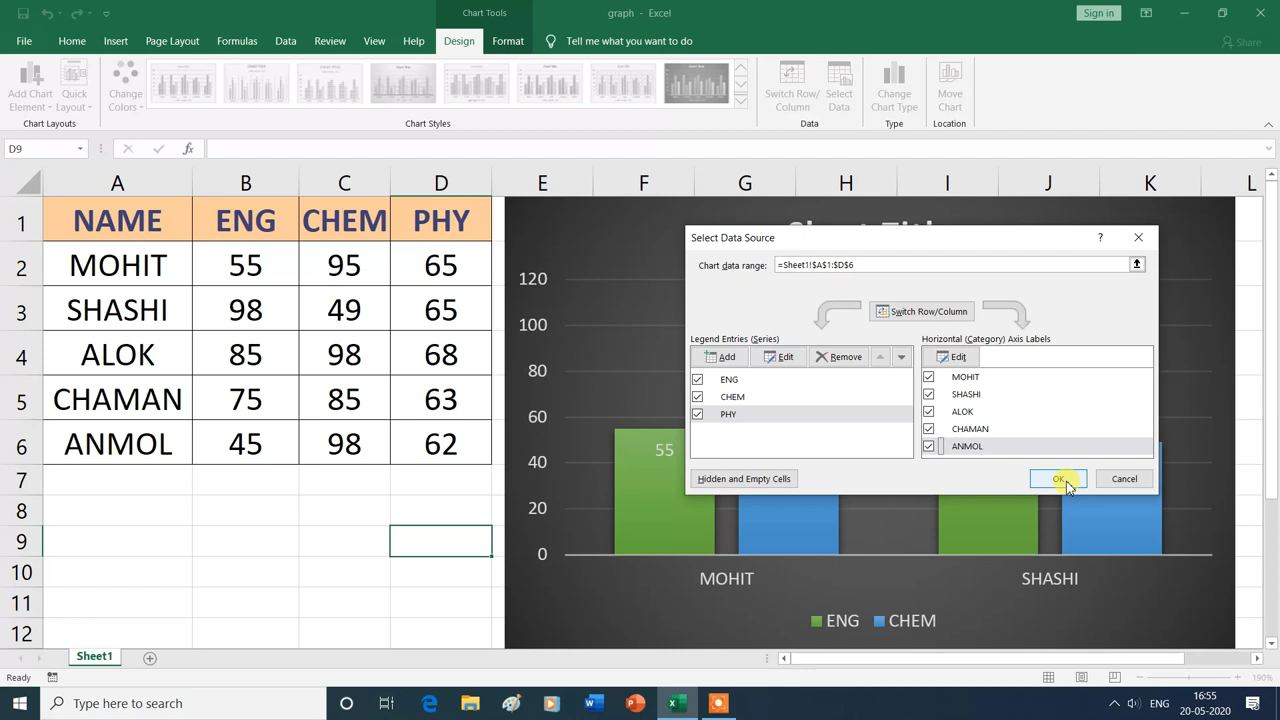 Chart Tools
graph - Excel
Sign in
File Home Insert Page Layout Formulas Data Review View Help Design Format Tell me what you want to do Share
Add Chart Element
Quick Layout
Change Colors
Switch Row/ Column
Select Data
Change Chart Type
Move Chart
Chart Layouts
Chart Styles
Data
Type
Location
D9
fx
A B C D E F G H I J K L
1 NAME ENG CHEM PHY
2 MOHIT 55 95 65
3 SHASHI 98 49 65
4 ALOK 85 98 68
5 CHAMAN 75 85 63
6 ANMOL 45 98 62
7
8
9
10
11
12
120
100
80
60
40
20
0
55
MOHIT SHASHI
ENG CHEM
Select Data Source
?
Chart data range: =Sheet1!$A$1:$D$6
Switch Row/Column
Legend Entries (Series)
Add Edit Remove
ENG
CHEM
PHY
Horizontal (Category) Axis Labels
Edit
MOHIT
SHASHI
ALOK
CHAMAN
ANMOL
Hidden and Empty Cells
OK
Cancel
Sheet1
Ready
190%
Type here to search
ENG
16:55
20-05-2020